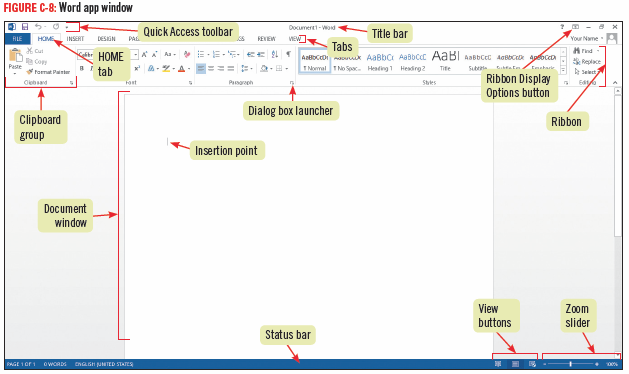 FIGURE C-8: Word app window
Quick Access toolbar
Document1 - Word
Title bar
FILE HOME INSERT DESIGN REVIEW VIEW
Your Name
Tabs
HOME
tab
Cut
Copy
Format Painter
Paste
Clipboard
Font
Paragraph
AaBbCcDc AaBbCcDc AaBbCc AaBbCcC AaBl AaBbCcC
¶ Normal ¶ No Spac... Heading 1 Heading 2 Title Subtitle
Styles
Find
Replace
Select
Editing
Ribbon Display
Options button
Ribbon
Clipboard
group
Dialog box launcher
Insertion point
Document
window
View
buttons
Zoom
slider
Status bar
PAGE 1 OF 1 0 WORDS ENGLISH (UNITED STATES) 100%